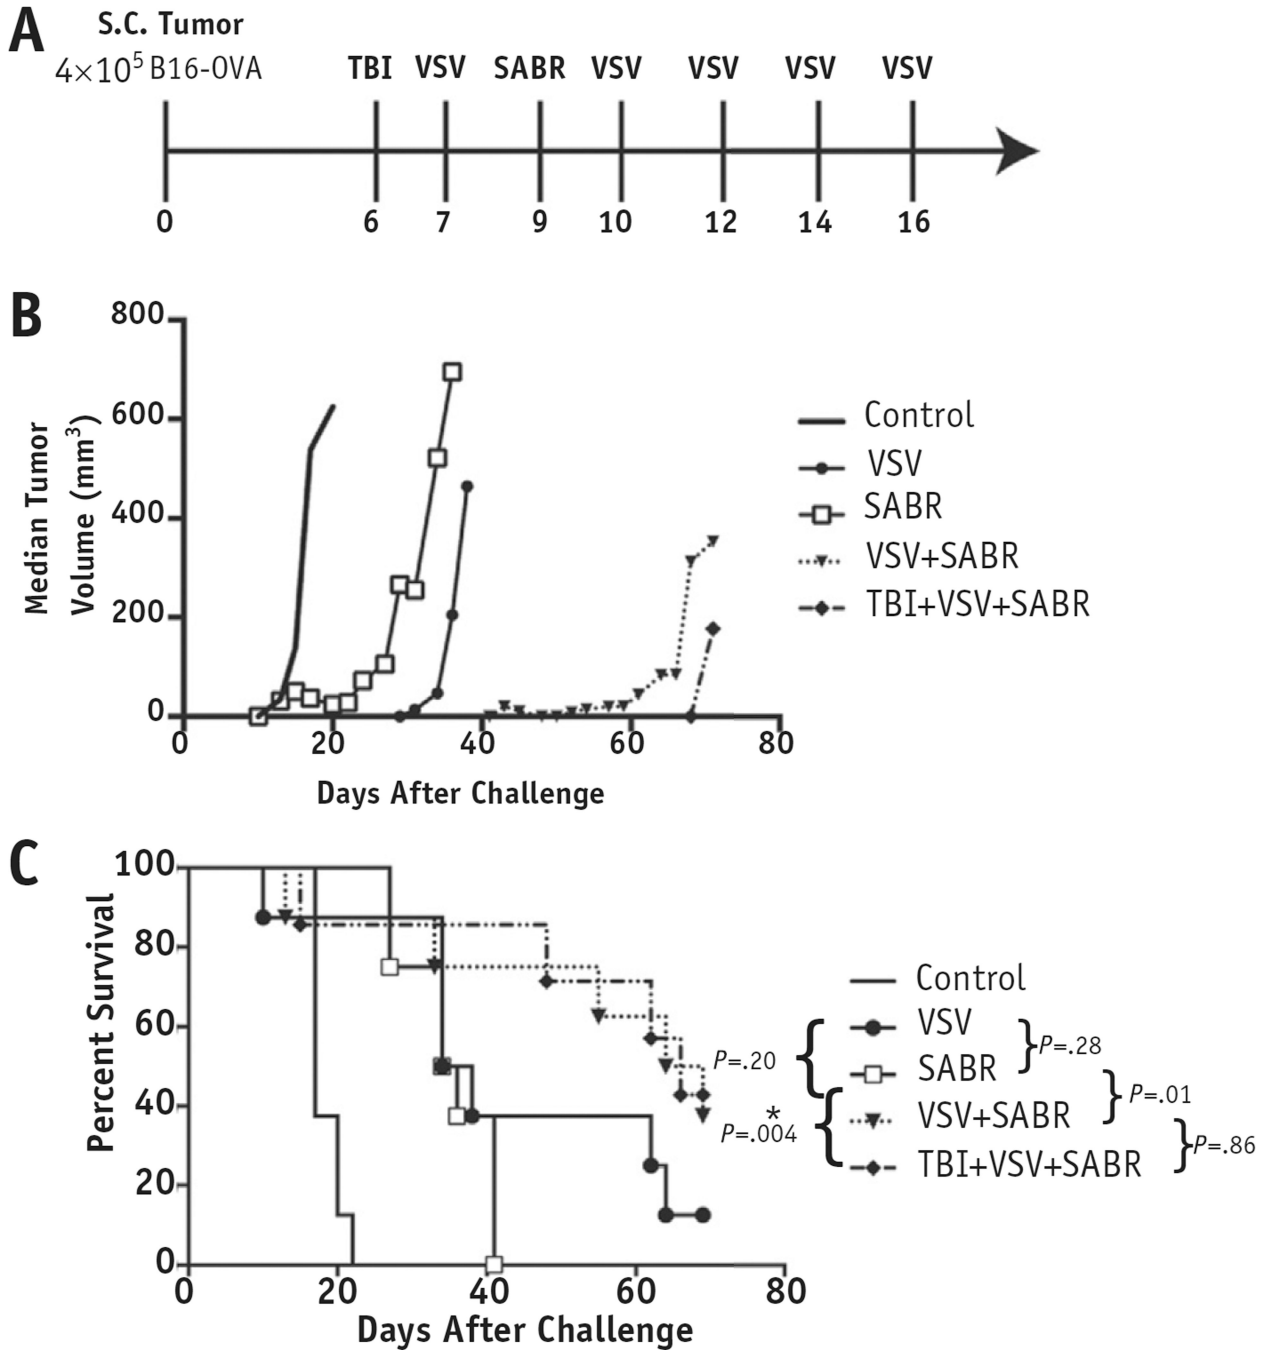 A
S.C. Tumor
4×10⁵ B16-OVA TBI VSV SABR VSV VSV VSV VSV
0 6 7 9 10 12 14 16
B
Median Tumor
Volume (mm³)
800
600
400
200
0
0 20 40 60 80
Days After Challenge
Control
VSV
SABR
VSV+SABR
TBI+VSV+SABR
C
Percent Survival
100
80
60
40
20
0
0 20 40 60 80
Days After Challenge
Control
VSV
SABR
VSV+SABR
TBI+VSV+SABR
P=.20
*
P=.004
P=.28
P=.01
P=.86